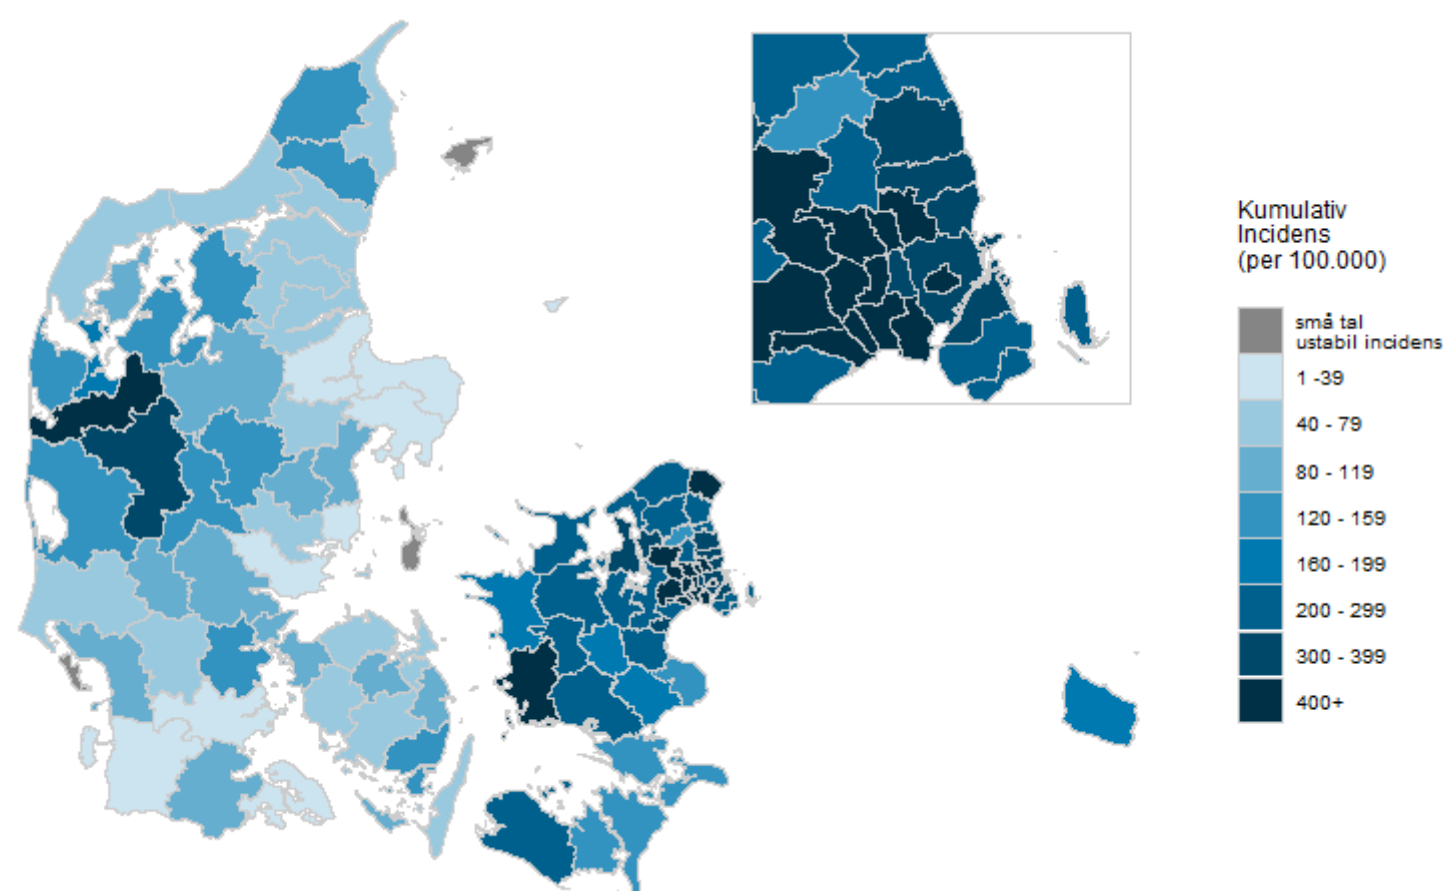 Kumulativ
Incidens
(per 100.000)
små tal
ustabil incidens
1 -39
40 - 79
80 - 119
120 - 159
160 - 199
200 - 299
300 - 399
400+